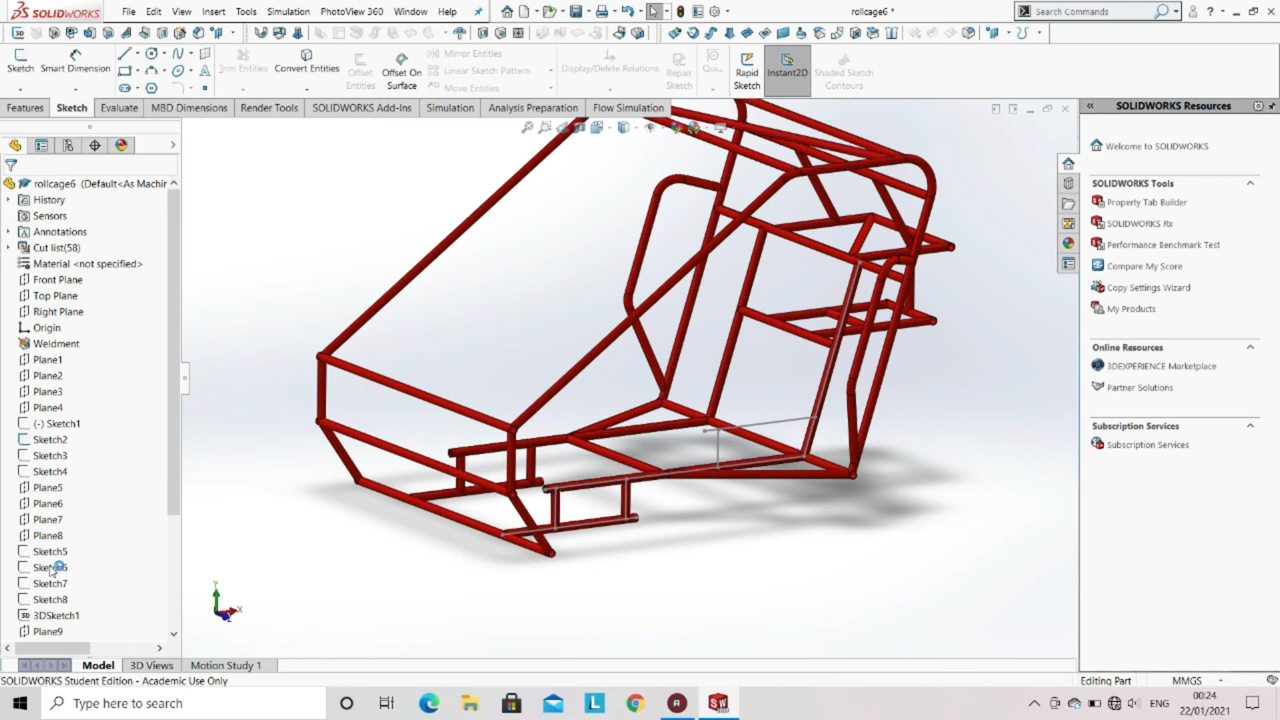 SOLIDWORKS File Edit View Insert Tools Simulation PhotoView 360 Window Help rollcage6 * Search Commands
Sketch Smart Dimension Trim Entities Convert Entities Offset Entities Offset On Surface Mirror Entities Linear Sketch Pattern Move Entities Display/Delete Relations Repair Sketch Qui... Rapid Sketch Instant2D Shaded Sketch Contours
Features Sketch Evaluate MBD Dimensions Render Tools SOLIDWORKS Add-Ins Simulation Analysis Preparation Flow Simulation
SOLIDWORKS Resources
Welcome to SOLIDWORKS
SOLIDWORKS Tools
Property Tab Builder
SOLIDWORKS Rx
Performance Benchmark Test
Compare My Score
Copy Settings Wizard
My Products
Online Resources
3DEXPERIENCE Marketplace
Partner Solutions
Subscription Services
Subscription Services
rollcage6 (Default<As Machin
History
Sensors
Annotations
Cut list(58)
Material <not specified>
Front Plane
Top Plane
Right Plane
Origin
Weldment
Plane1
Plane2
Plane3
Plane4
(-) Sketch1
Sketch2
Sketch3
Sketch4
Plane5
Plane6
Plane7
Plane8
Sketch5
Sketch6
Sketch7
Sketch8
3D 3DSketch1
Plane9
Y
X
Z
Model 3D Views Motion Study 1
SOLIDWORKS Student Edition - Academic Use Only Editing Part MMGS
Type here to search ENG 00:24
22/01/2021